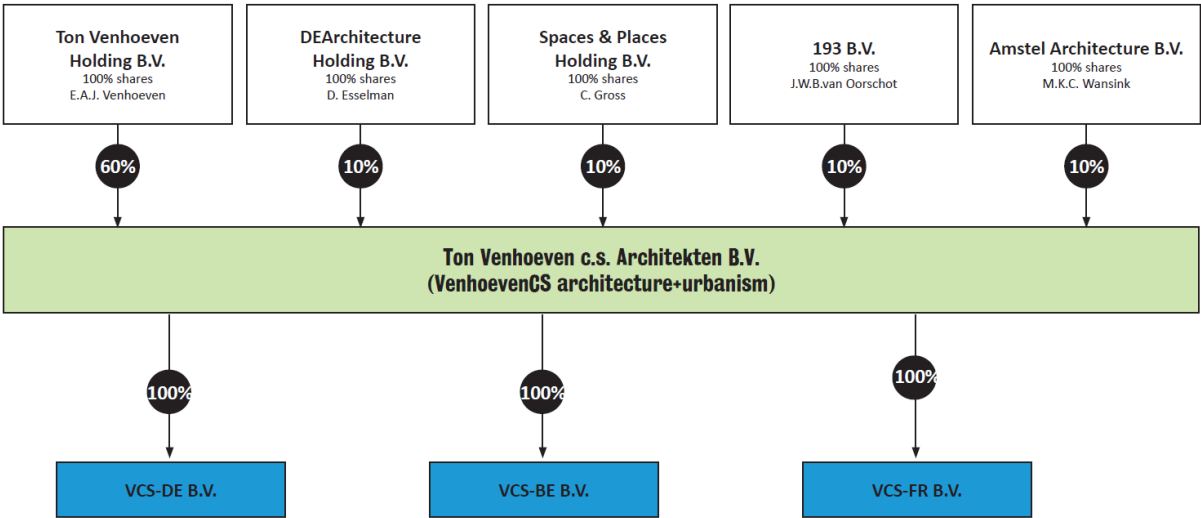 Ton Venhoeven
Holding B.V.
100% shares
E.A.J. Venhoeven
DEArchitecture
Holding B.V.
100% shares
D. Esselman
Spaces & Places
Holding B.V.
100% shares
C. Gross
193 B.V.
100% shares
J.W.B.van Oorschot
Amstel Architecture B.V.
100% shares
M.K.C. Wansink
60%
10%
10%
10%
10%
Ton Venhoeven c.s. Architekten B.V.
(VenhoevenCS architecture+urbanism)
100%
100%
100%
VCS-DE B.V.
VCS-BE B.V.
VCS-FR B.V.